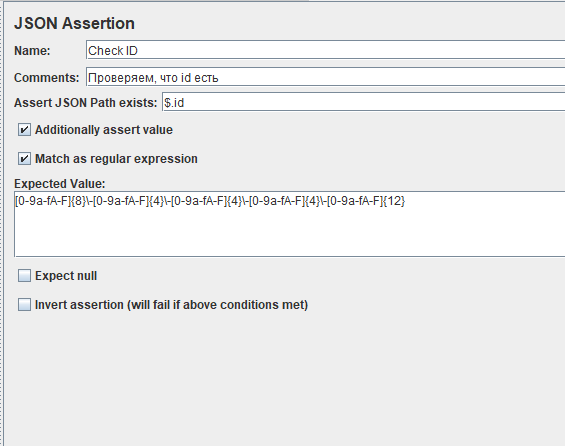 JSON Assertion
Name: Check ID
Comments: Проверяем, что id есть
Assert JSON Path exists: $.id
Additionally assert value
Match as regular expression
Expected Value:
[0-9a-fA-F]{8}\-[0-9a-fA-F]{4}\-[0-9a-fA-F]{4}\-[0-9a-fA-F]{4}\-[0-9a-fA-F]{12}
Expect null
Invert assertion (will fail if above conditions met)